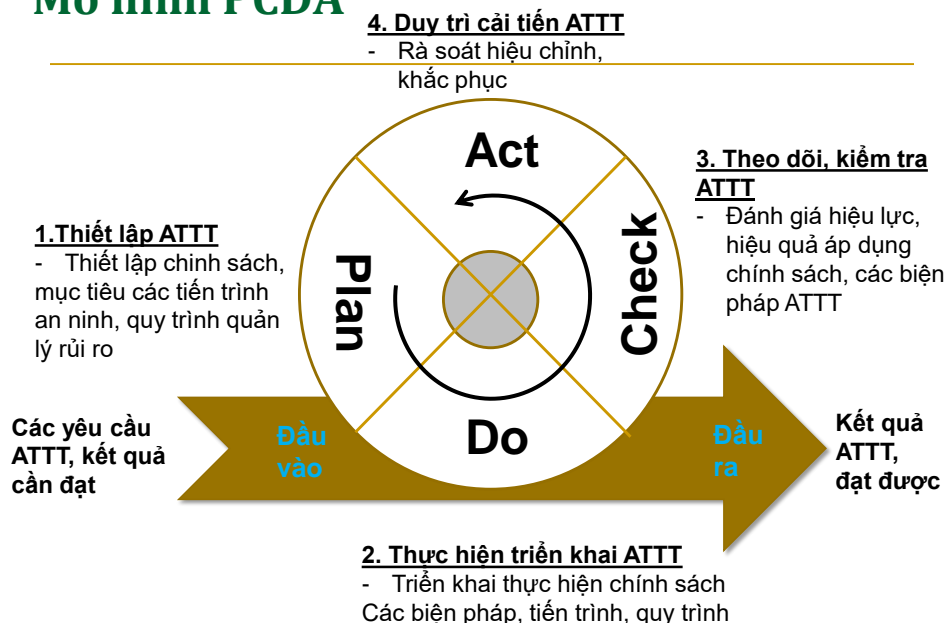 Mô hình PCDA
4. Duy trì cải tiến ATTT
- Rà soát hiệu chỉnh,
khắc phục
Act
3. Theo dõi, kiểm tra
ATTT
- Đánh giá hiệu lực,
hiệu quả áp dụng
chính sách, các biện
pháp ATTT
Check
1.Thiết lập ATTT
- Thiết lập chinh sách,
mục tiêu các tiến trình
an ninh, quy trình quản
lý rủi ro
Plan
Do
Các yêu cầu
ATTT, kết quả
cần đạt
Đầu
vào
Đầu
ra
Kết quả
ATTT,
đạt được
2. Thực hiện triển khai ATTT
- Triển khai thực hiện chính sách
Các biện pháp, tiến trình, quy trình